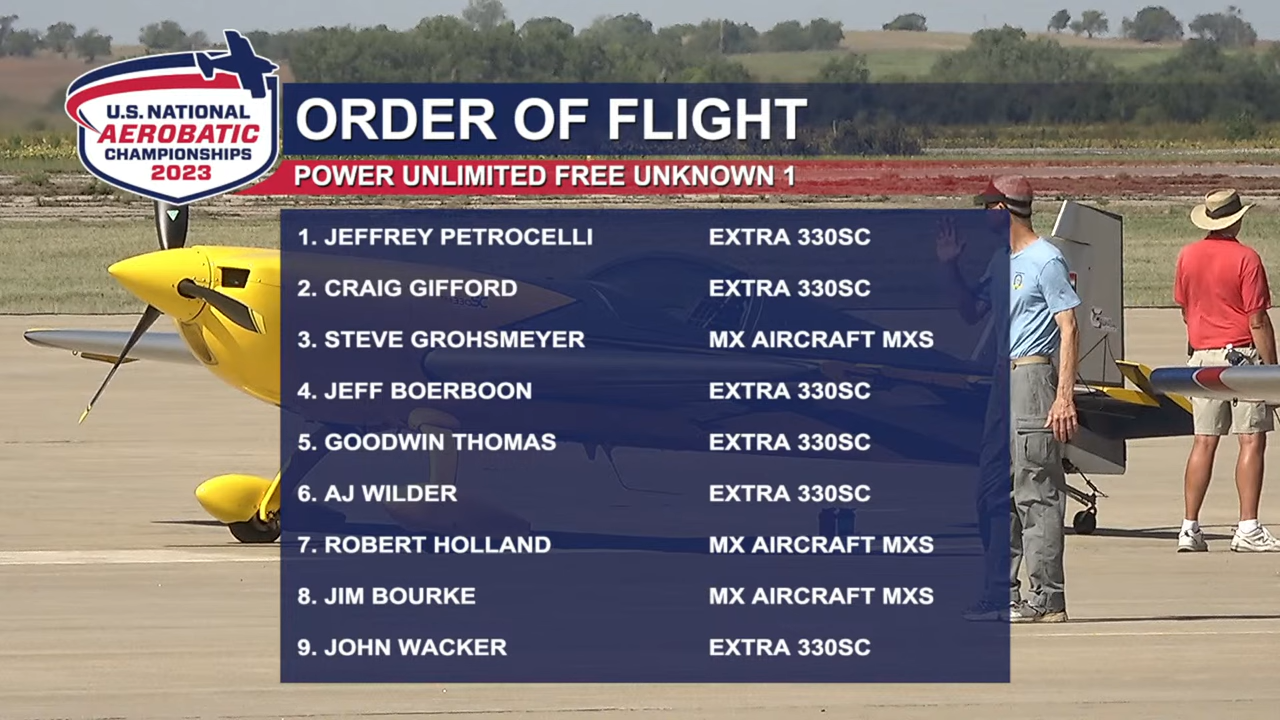 U.S. NATIONAL
AEROBATIC
CHAMPIONSHIPS
2023
ORDER OF FLIGHT
POWER UNLIMITED FREE UNKNOWN 1
1. JEFFREY PETROCELLI EXTRA 330SC
2. CRAIG GIFFORD EXTRA 330SC
3. STEVE GROHSMEYER MX AIRCRAFT MXS
4. JEFF BOERBOON EXTRA 330SC
5. GOODWIN THOMAS EXTRA 330SC
6. AJ WILDER EXTRA 330SC
7. ROBERT HOLLAND MX AIRCRAFT MXS
8. JIM BOURKE MX AIRCRAFT MXS
9. JOHN WACKER EXTRA 330SC